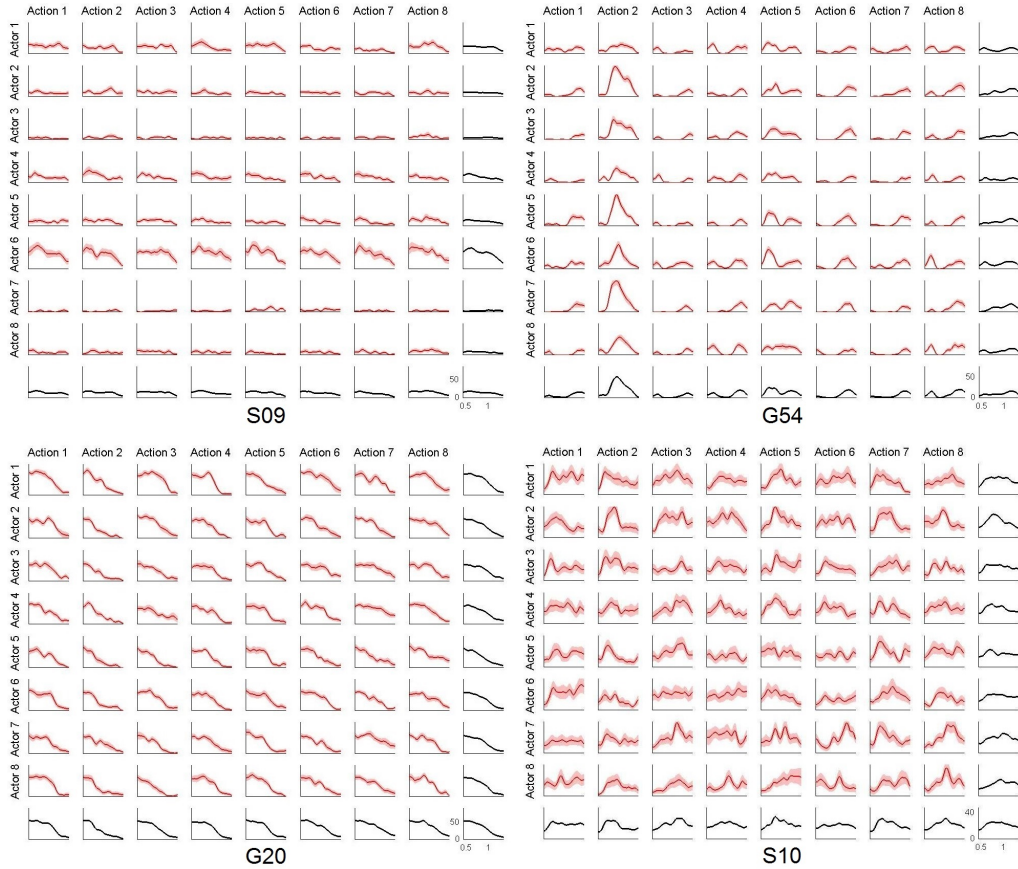 Action 1 Action 2 Action 3 Action 4 Action 5 Action 6 Action 7 Action 8
Actor 1
Actor 2
Actor 3
Actor 4
Actor 5
Actor 6
Actor 7
Actor 8
50
0
0.5 1
S09
Action 1 Action 2 Action 3 Action 4 Action 5 Action 6 Action 7 Action 8
Actor 1
Actor 2
Actor 3
Actor 4
Actor 5
Actor 6
Actor 7
Actor 8
50
0
0.5 1
G54
Action 1 Action 2 Action 3 Action 4 Action 5 Action 6 Action 7 Action 8
Actor 1
Actor 2
Actor 3
Actor 4
Actor 5
Actor 6
Actor 7
Actor 8
50
0
0.5 1
G20
Action 1 Action 2 Action 3 Action 4 Action 5 Action 6 Action 7 Action 8
Actor 1
Actor 2
Actor 3
Actor 4
Actor 5
Actor 6
Actor 7
Actor 8
40
0
0.5 1
S10